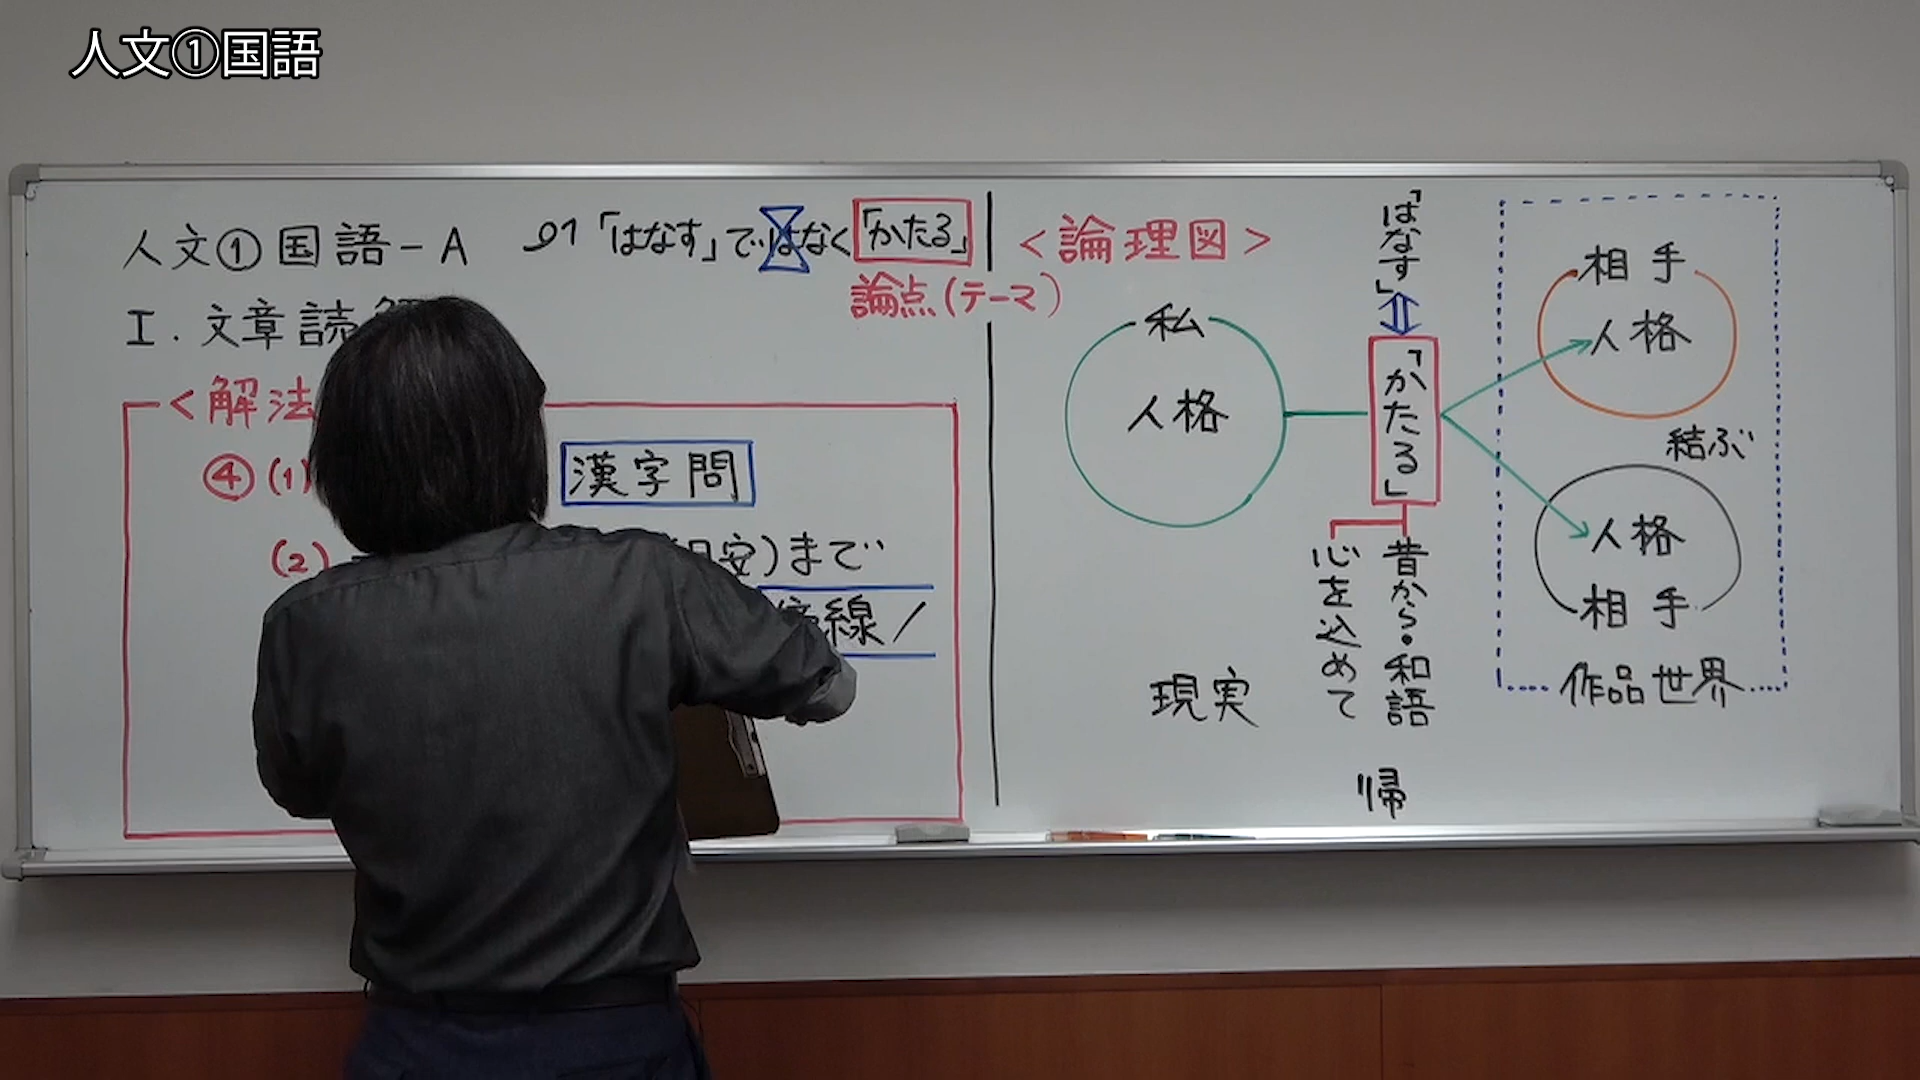 人文①国語
人文①国語-A
「はなす」ではなく「かたる」
論点(テーマ)
I.文章読
<解法
④(1)
漢字問
(2)
安)まで
線/
<論理図>
私
人格
現実
「はなす」
⇕
「かたる」
昔から・和語
心を込めて
帰
相手
人格
結ぶ
人格
相手
作品世界